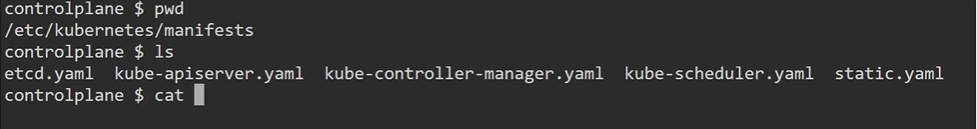 controlplane $ pwd
/etc/kubernetes/manifests
controlplane $ ls
etcd.yaml  kube-apiserver.yaml  kube-controller-manager.yaml  kube-scheduler.yaml  static.yaml
controlplane $ cat